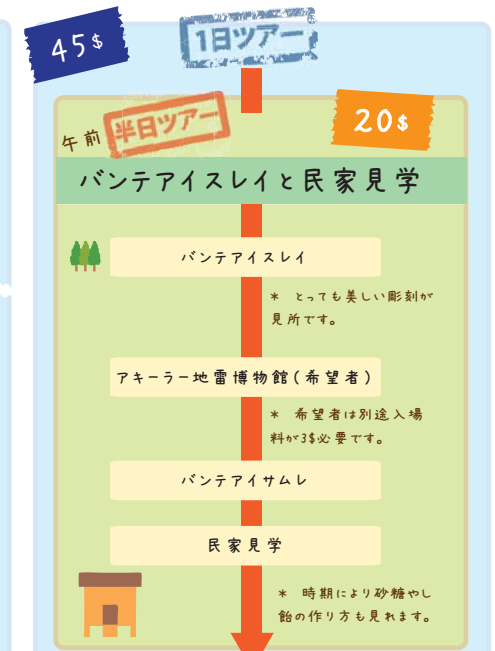 45$
1日ツアー
午前
半日ツアー
20$
バンテアイスレイと民家見学
バンテアイスレイ
* とっても美しい彫刻が
見所です。
アキーラー地雷博物館(希望者)
* 希望者は別途入場
料が3$必要です。
バンテアイサムレ
民家見学
* 時期により砂糖やし
飴の作り方も見れます。